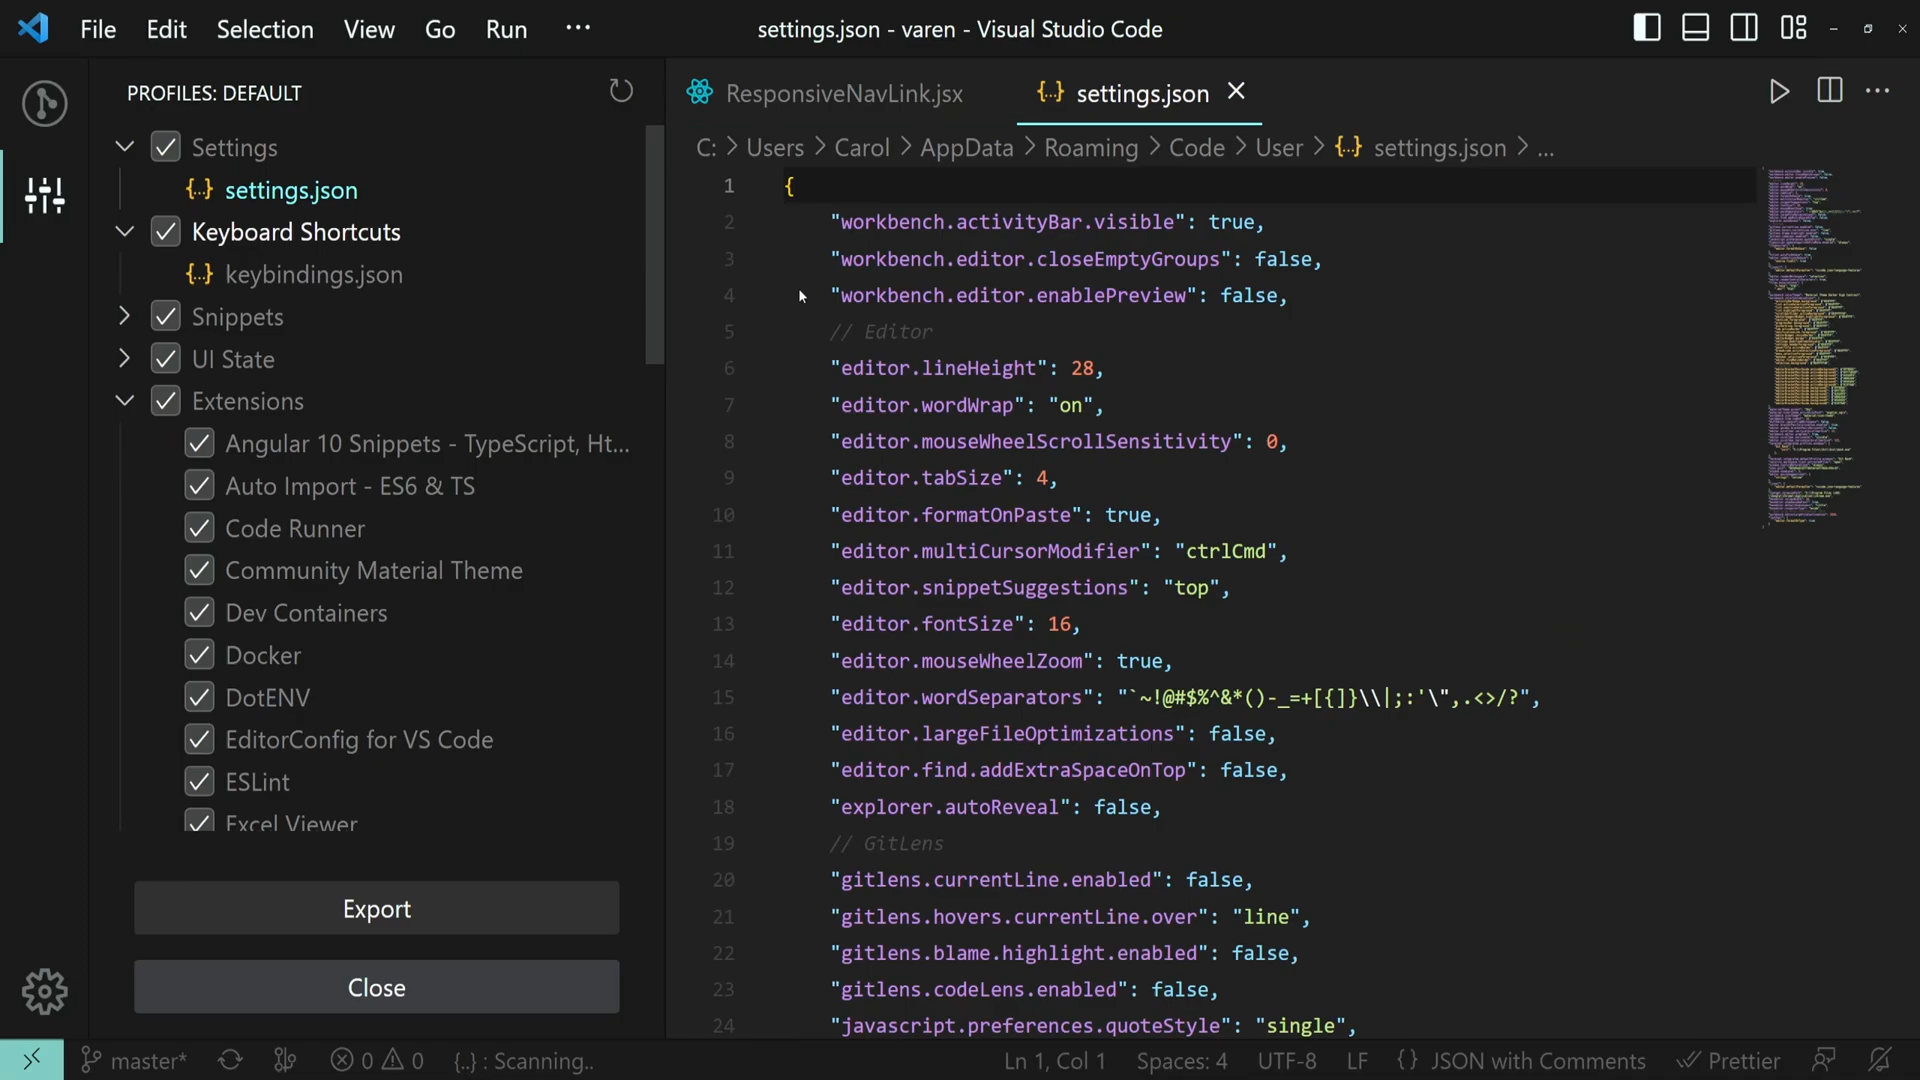 File Edit Selection View Go Run ···
settings.json - varen - Visual Studio Code
PROFILES: DEFAULT
Settings
{..} settings.json
Keyboard Shortcuts
{..} keybindings.json
Snippets
UI State
Extensions
Angular 10 Snippets - TypeScript, Ht...
Auto Import - ES6 & TS
Code Runner
Community Material Theme
Dev Containers
Docker
DotENV
EditorConfig for VS Code
ESLint
Excel Viewer
Export
Close
ResponsiveNavLink.jsx {..} settings.json
C: > Users > Carol > AppData > Roaming > Code > User > {..} settings.json > ...
1 {
2 "workbench.activityBar.visible": true,
3 "workbench.editor.closeEmptyGroups": false,
4 "workbench.editor.enablePreview": false,
5 // Editor
6 "editor.lineHeight": 28,
7 "editor.wordWrap": "on",
8 "editor.mouseWheelScrollSensitivity": 0,
9 "editor.tabSize": 4,
10 "editor.formatOnPaste": true,
11 "editor.multiCursorModifier": "ctrlCmd",
12 "editor.snippetSuggestions": "top",
13 "editor.fontSize": 16,
14 "editor.mouseWheelZoom": true,
15 "editor.wordSeparators": "`~!@#$%^&*()-_=+[{]}\\|;:'\",.<>/?",
16 "editor.largeFileOptimizations": false,
17 "editor.find.addExtraSpaceOnTop": false,
18 "explorer.autoReveal": false,
19 // GitLens
20 "gitlens.currentLine.enabled": false,
21 "gitlens.hovers.currentLine.over": "line",
22 "gitlens.blame.highlight.enabled": false,
23 "gitlens.codeLens.enabled": false,
24 "javascript.preferences.quoteStyle": "single",
master* 0 0 {..} : Scanning.. Ln 1, Col 1 Spaces: 4 UTF-8 LF {} JSON with Comments Prettier